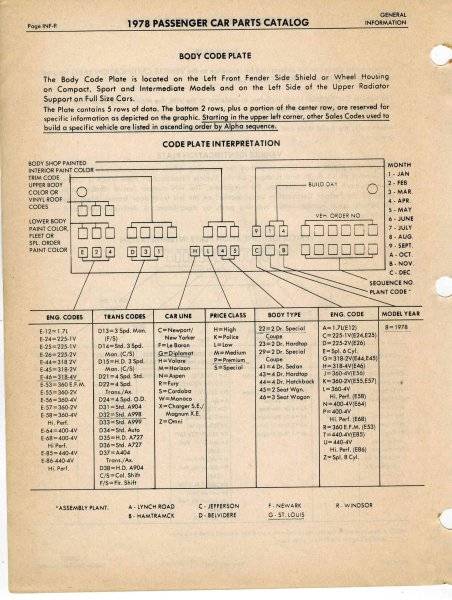 Page INF-8
1978 PASSENGER CAR PARTS CATALOG
GENERAL
INFORMATION
BODY CODE PLATE
The Body Code Plate is located on the Left Front Fender Side Shield or Wheel Housing
on Compact, Sport and Intermediate Models and on the Left Side of the Upper Radiator
Support on Full Size Cars.
The Plate contains 5 rows of data. The bottom 2 rows, plus a portion of the center row, are reserved for
specific information as depicted on the graphic. Starting in the upper left corner, other Sales Codes used to
build a specific vehicle are listed in ascending order by Alpha sequence.
CODE PLATE INTERPRETATION
BODY SHOP PAINTED
INTERIOR PAINT COLOR
TRIM CODE
UPPER BODY
COLOR OR
VINYL ROOF
CODES
LOWER BODY
PAINT COLOR,
FLEET OR
SPL. ORDER
PAINT COLOR
BUILD DAY
VEH. ORDER NO
9 1 4
E 2 4
D 3 1
H L 4 5
C 8
MONTH
1 - JAN
2 - FEB
3 - MAR.
4 - APR.
5 - MAY
6 - JUNE
7 - JULY
8 - AUG.
9 - SEPT.
A - OCT.
B - NOV.
C - DEC.
SEQUENCE NO
PLANT CODE *
ENG. CODES
E-12=1.7L
E-24=225-1V
E-25=225-1V
E-26=225-2V
E-44=318-2V
E-45=318-2V
E-46=318-4V
E-53=360 E.F.M.
E-55=360-2V
E-56=360-4V
E-57=360-2V
E-58=360-4V
Hi. Perf.
E-64=400-4V
E-68=400-4V
Hi. Perf.
E-85=440-4V
E-86-440-4V
Hi. Perf.
TRANS CODES
D13=3 Spd. Man.
(F/S)
D14=3 Spd. Man.
Man. (C/S)
D15=H.D. 3 Spd.
Man. (C/S)
D21=4 Spd. Std.
D22=4 Spd.
Trans./Ax.
D24=4 Spd. O.D.
D31=Std. A904
D32=Std. A998
D33=Std. A999
D34=Std. Auto
D35=H.D. A727
D36=Std. A727
D37=A404
Trans./Ax.
D38=H.D. A904
C/S=Col. Shift
F/S=Flr. Shift
CAR LINE
C=Newport/
New Yorker
F=Le Baron
G=Diplomat
H=Volare
M=Horizon
N=Aspen
R=Fury
S=Cordoba
W=Monaco
X=Charger S.E./
Magnum X.E.
Z=Omni
PRICE CLASS
H=High
K=Police
L=Low
M=Medium
P=Premium
S=Special
BODY TYPE
22=2 Dr. Special
Coupe
23=2 Dr. Hardtop
29=2 Dr. Special
Coupe
41=4 Dr. Sedan
43=4 Dr. Hardtop
44=4 Dr. Hatchback
45=2 Seat Wgn.
46=3 Seat Wagon
ENG. CODE
A=1.7L(E12)
C=225-1V(E24,E25)
D=225-2V(E26)
E=Spl. 6 Cyl.
G=318-2V(E44,E45)
H=318-4V(E46)
J=360-4V(E56)
K=360-2V(E55,E57)
L=360-4V
Hi. Perf. (E58)
N=400-4V(E64)
P=400-4V
Hi. Perf. (E68)
R=360 E.F.M. (E53)
T=440-4V(E85)
U=440-4V
Hi. Perf. (E86)
Z=Spl. 8 Cyl.
MODEL YEAR
8 = 1978
*ASSEMBLY PLANT.
A - LYNCH ROAD
B - HAMTRAMCK
C - JEFFERSON
D - BELVIDERE
F - NEWARK
G - ST. LOUIS
R - WINDSOR